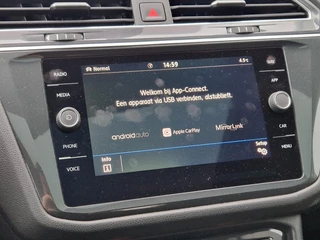 RADIO
Normal
14:59
4.5°C
MEDIA
APP
Welkom bij App-Connect.
Een apparaat via USB verbinden, alstublieft.
androidauto
Apple CarPlay
MirrorLink
CAR
PHONE
MENU
Info
Setup
VOICE